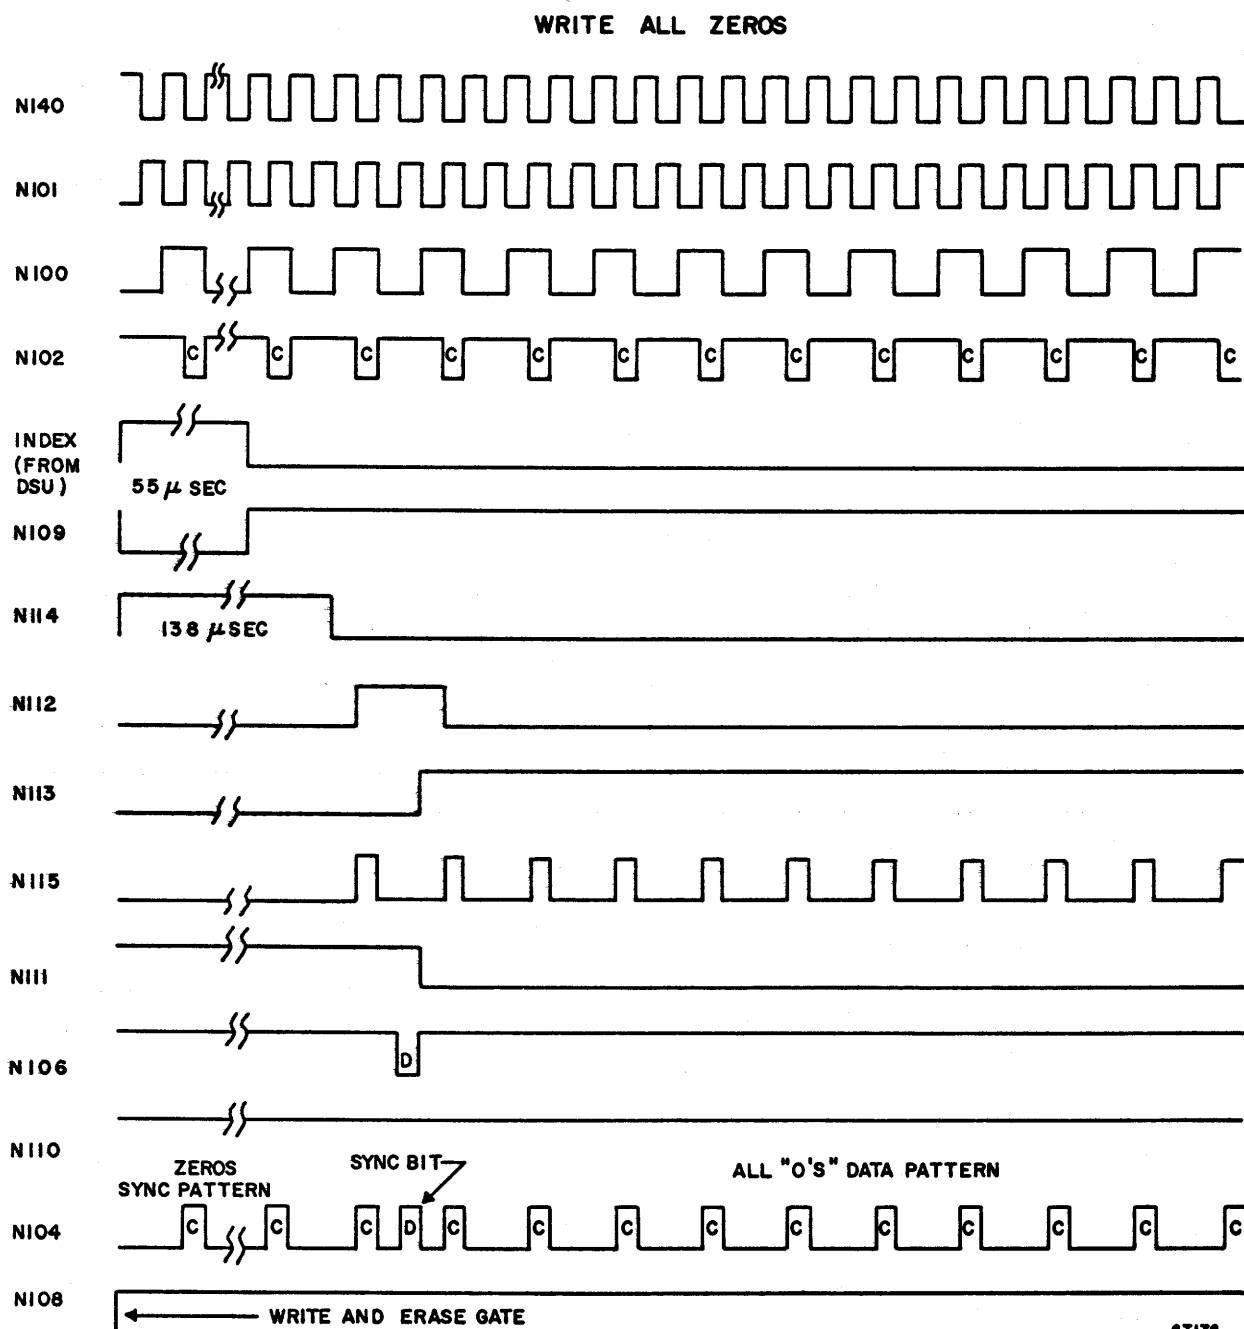 WRITE ALL ZEROS
N140
N101
N100
N102
C C C C C C C C C C C C C
INDEX
(FROM
DSU)
55 μ SEC
N109
N114
138 μSEC
N112
N113
N115
N111
N106
D
N110
ZEROS
SYNC PATTERN
SYNC BIT
ALL "0'S" DATA PATTERN
N104
C C C D C C C C C C C C C C
N108
WRITE AND ERASE GATE